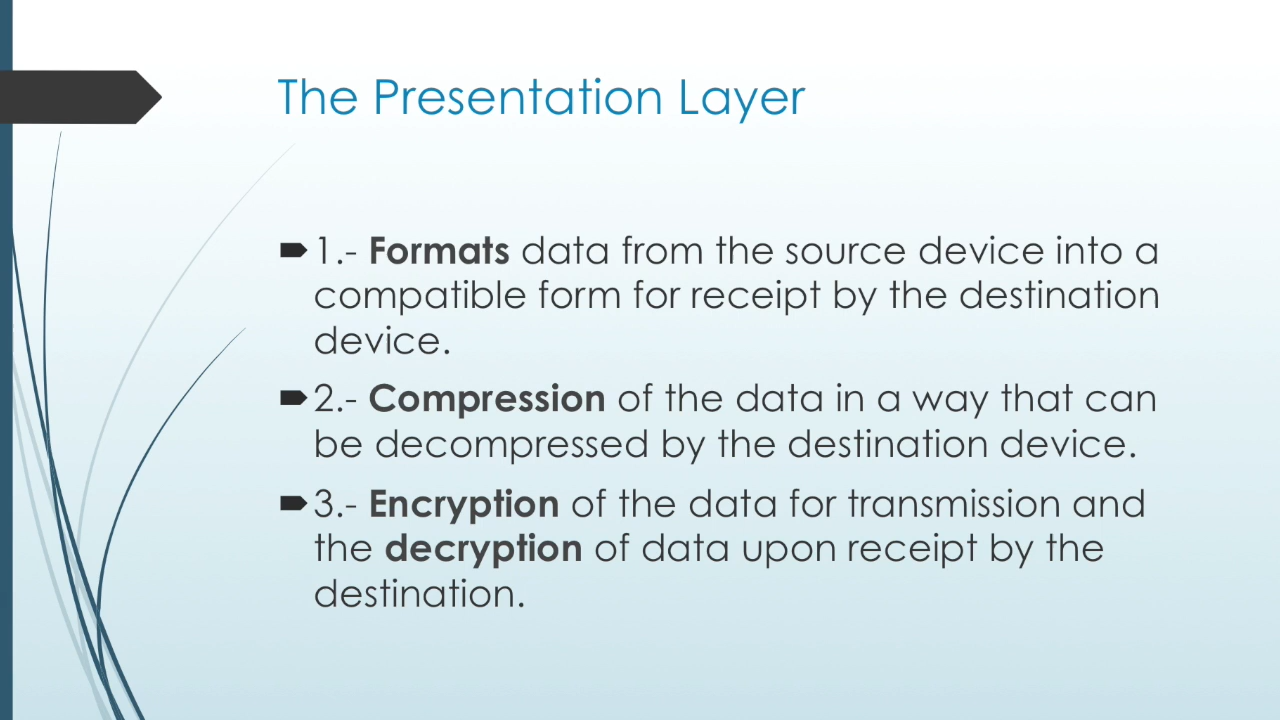 The Presentation Layer
1.- Formats data from the source device into a
compatible form for receipt by the destination
device.
2.- Compression of the data in a way that can
be decompressed by the destination device.
3.- Encryption of the data for transmission and
the decryption of data upon receipt by the
destination.